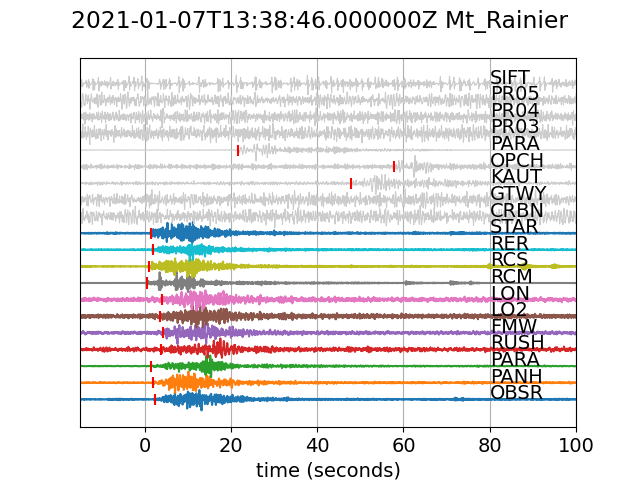 2021-01-07T13:38:46.000000Z Mt_Rainier
SIFT
PR05
PR04
PR03
PARA
OPCH
KAUT
GTWY
CRBN
STAR
RER
RCS
RCM
LON
LO2
FMW
RUSH
PARA
PANH
OBSR
0 20 40 60 80 100
time (seconds)